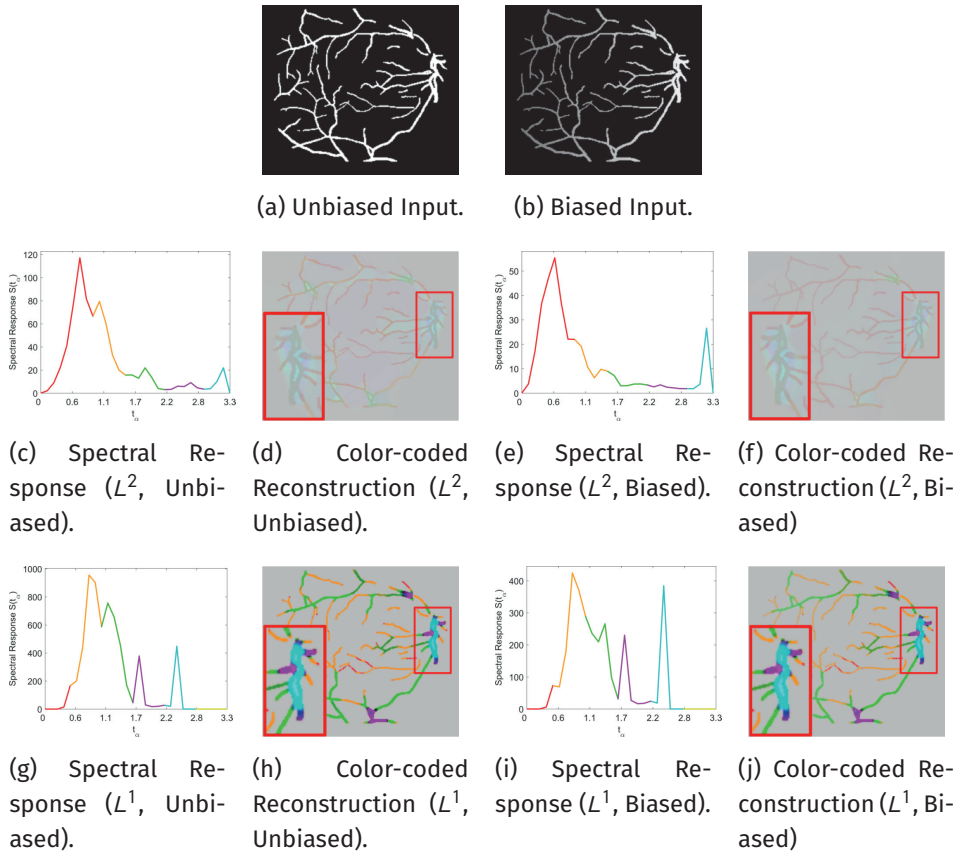 (a) Unbiased Input.
(b) Biased Input.
120
100
80
60
40
20
0
Spectral Response S(t_α)
0 0.6 1.1 1.7 2.2 2.8 3.3
t_α
50
40
30
20
10
0
Spectral Response S(t_α)
0 0.6 1.1 1.7 2.2 2.8 3.3
t_α
(c) Spectral Re-
sponse (L², Unbi-
ased).
(d) Color-coded
Reconstruction (L²,
Unbiased).
(e) Spectral Re-
sponse (L², Biased).
(f) Color-coded Re-
construction (L², Bi-
ased)
1000
800
600
400
200
0
Spectral Response S(t_α)
0 0.6 1.1 1.7 2.2 2.8 3.3
t_α
400
300
200
100
0
Spectral Response S(t_α)
0 0.6 1.1 1.7 2.2 2.8 3.3
t_α
(g) Spectral Re-
sponse (L¹, Unbi-
ased).
(h) Color-coded
Reconstruction (L¹,
Unbiased).
(i) Spectral Re-
sponse (L¹, Biased).
(j) Color-coded Re-
construction (L¹, Bi-
ased)